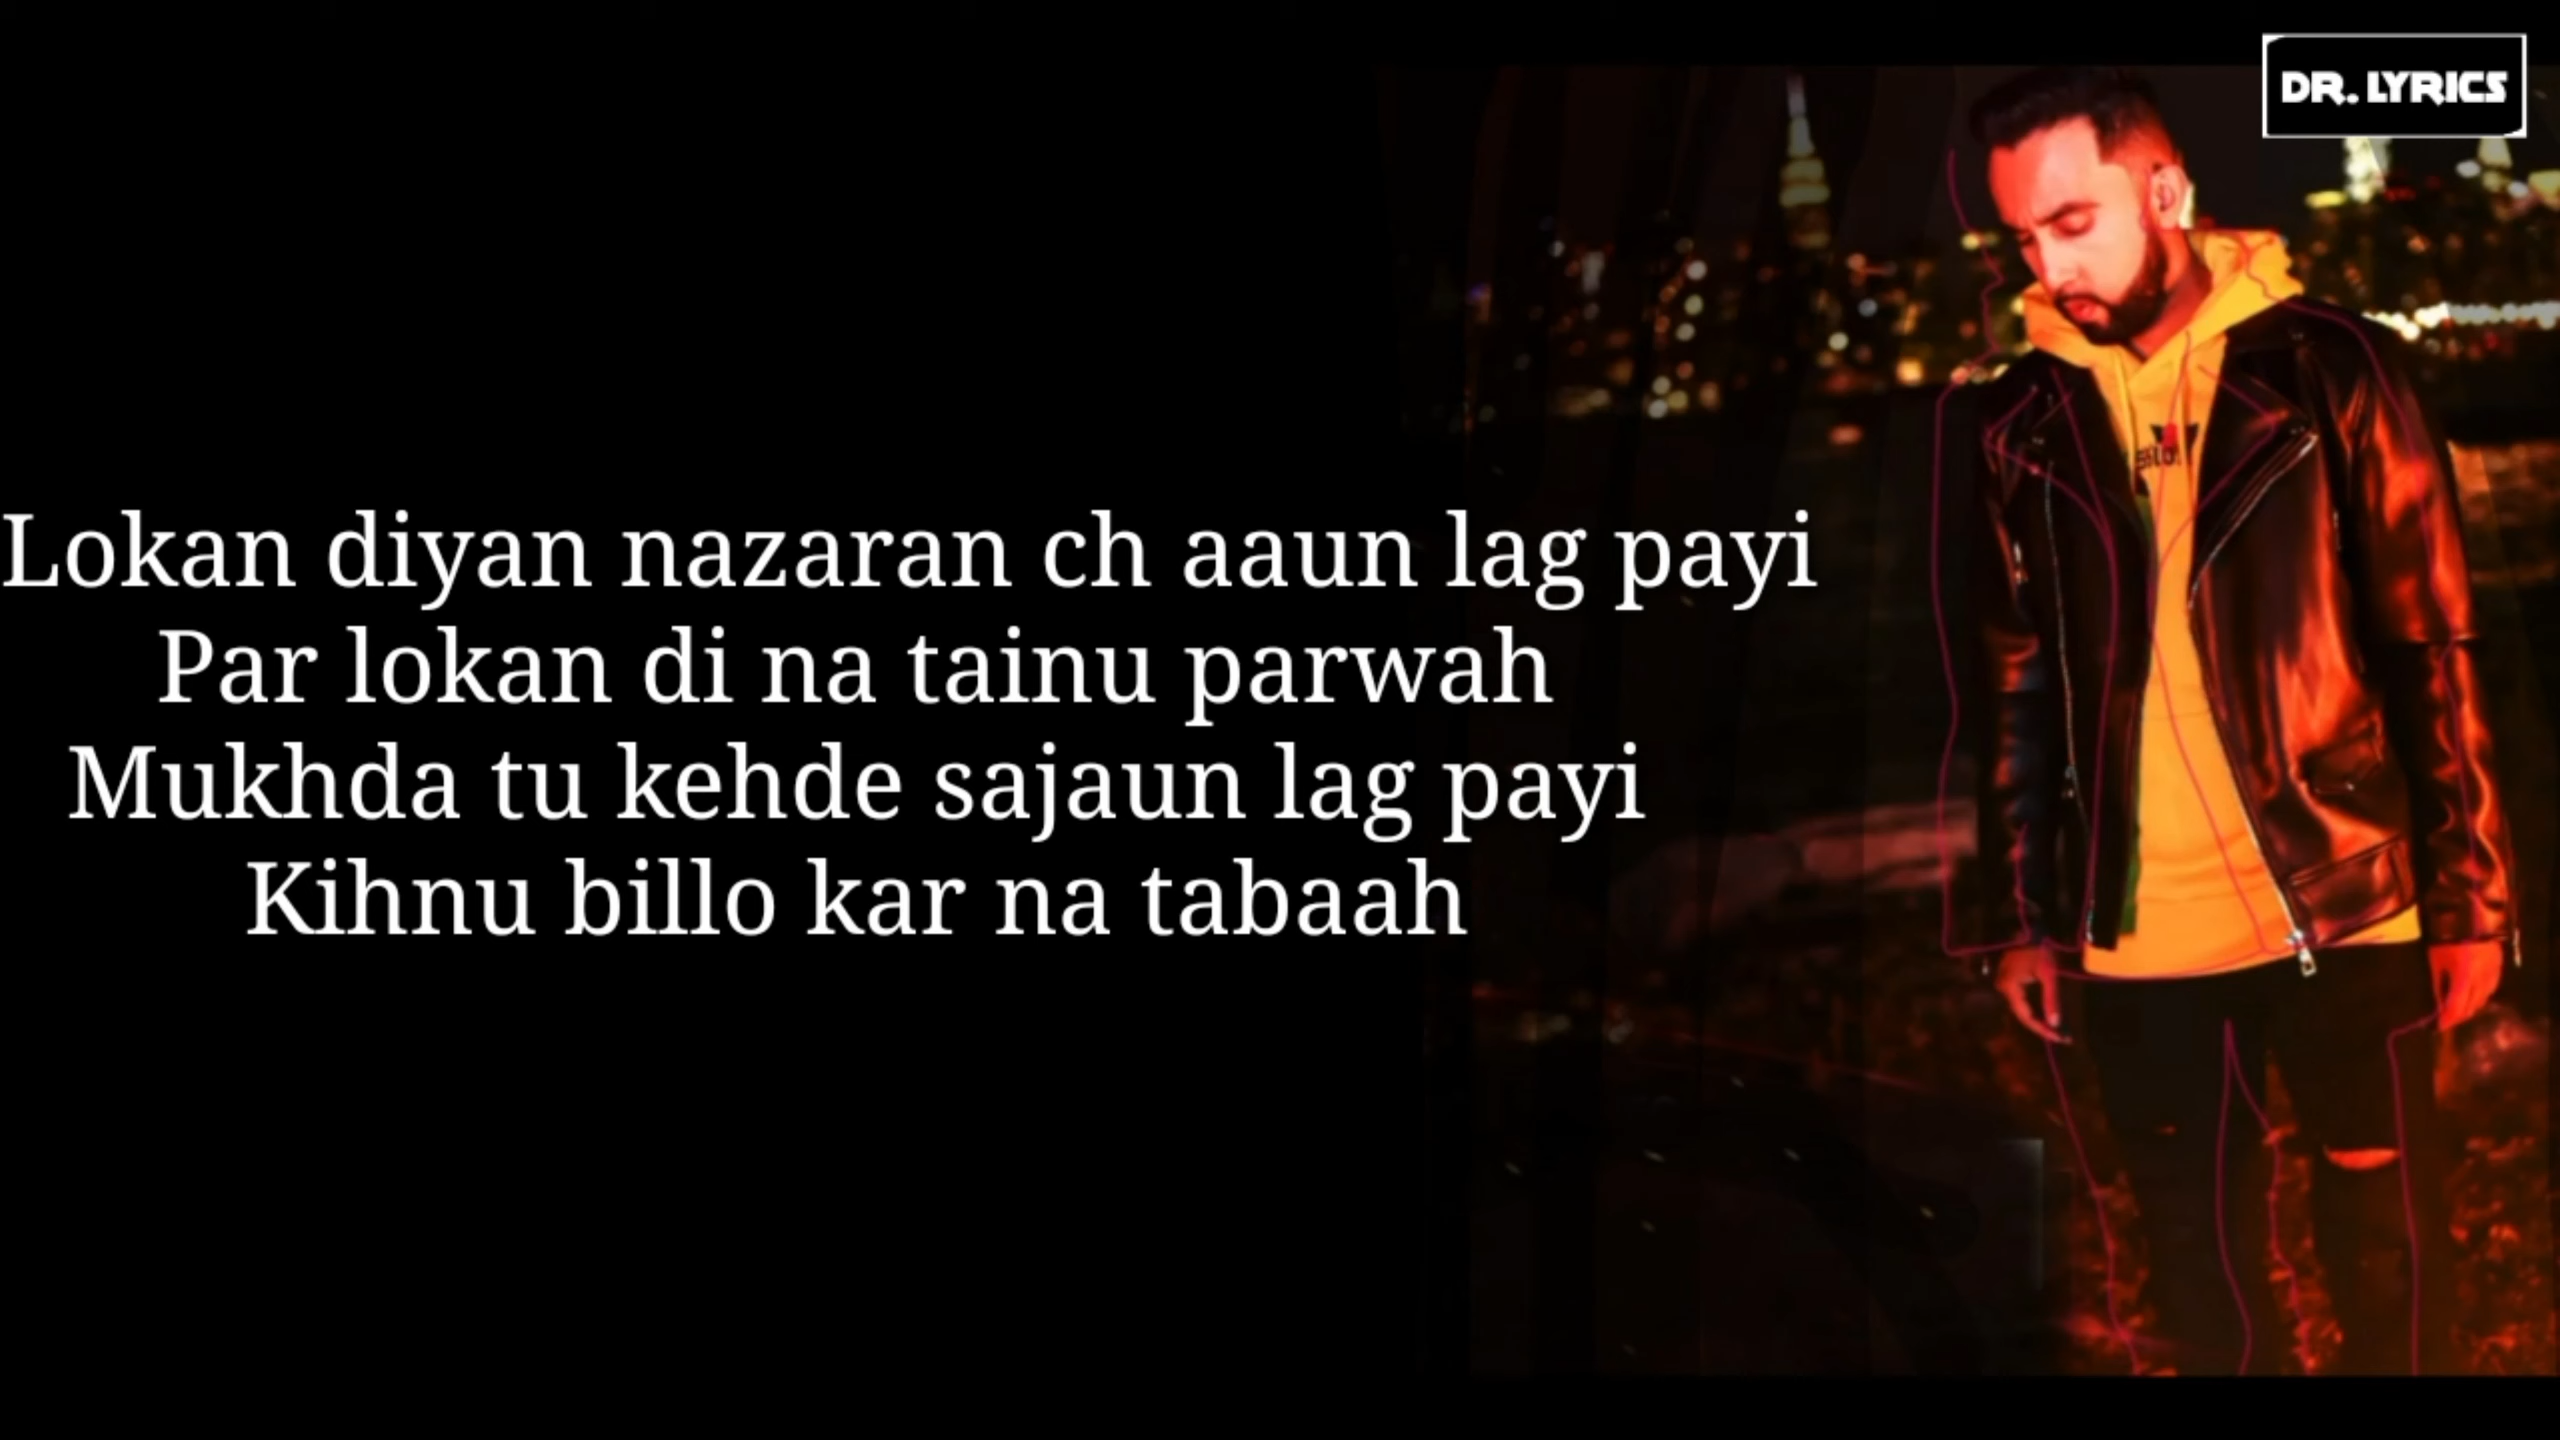 DR. LYRICS
Lokan diyan nazaran ch aaun lag payi
Par lokan di na tainu parwah
Mukhda tu kehde sajaun lag payi
Kihnu billo kar na tabaah